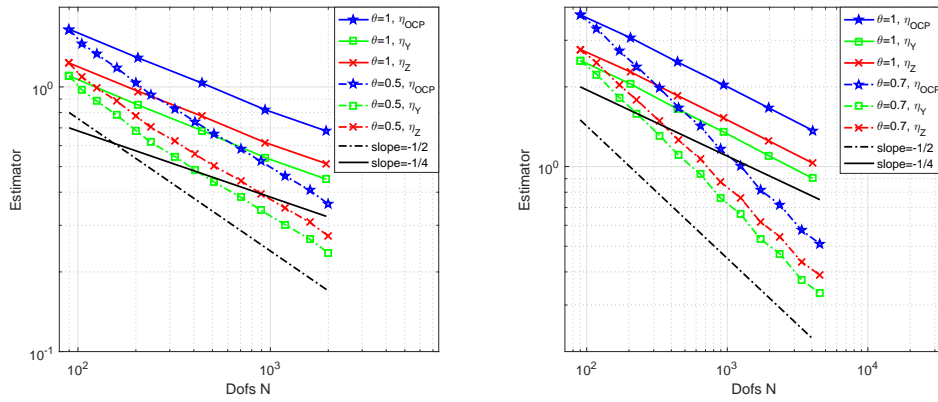 θ=1, η_OCP
θ=1, η_Y
θ=1, η_Z
θ=0.5, η_OCP
θ=0.5, η_Y
θ=0.5, η_Z
slope=-1/2
slope=-1/4
10^0
10^-1
Estimator
10^2
10^3
Dofs N
θ=1, η_OCP
θ=1, η_Y
θ=1, η_Z
θ=0.7, η_OCP
θ=0.7, η_Y
θ=0.7, η_Z
slope=-1/2
slope=-1/4
10^0
Estimator
10^2
10^3
10^4
Dofs N